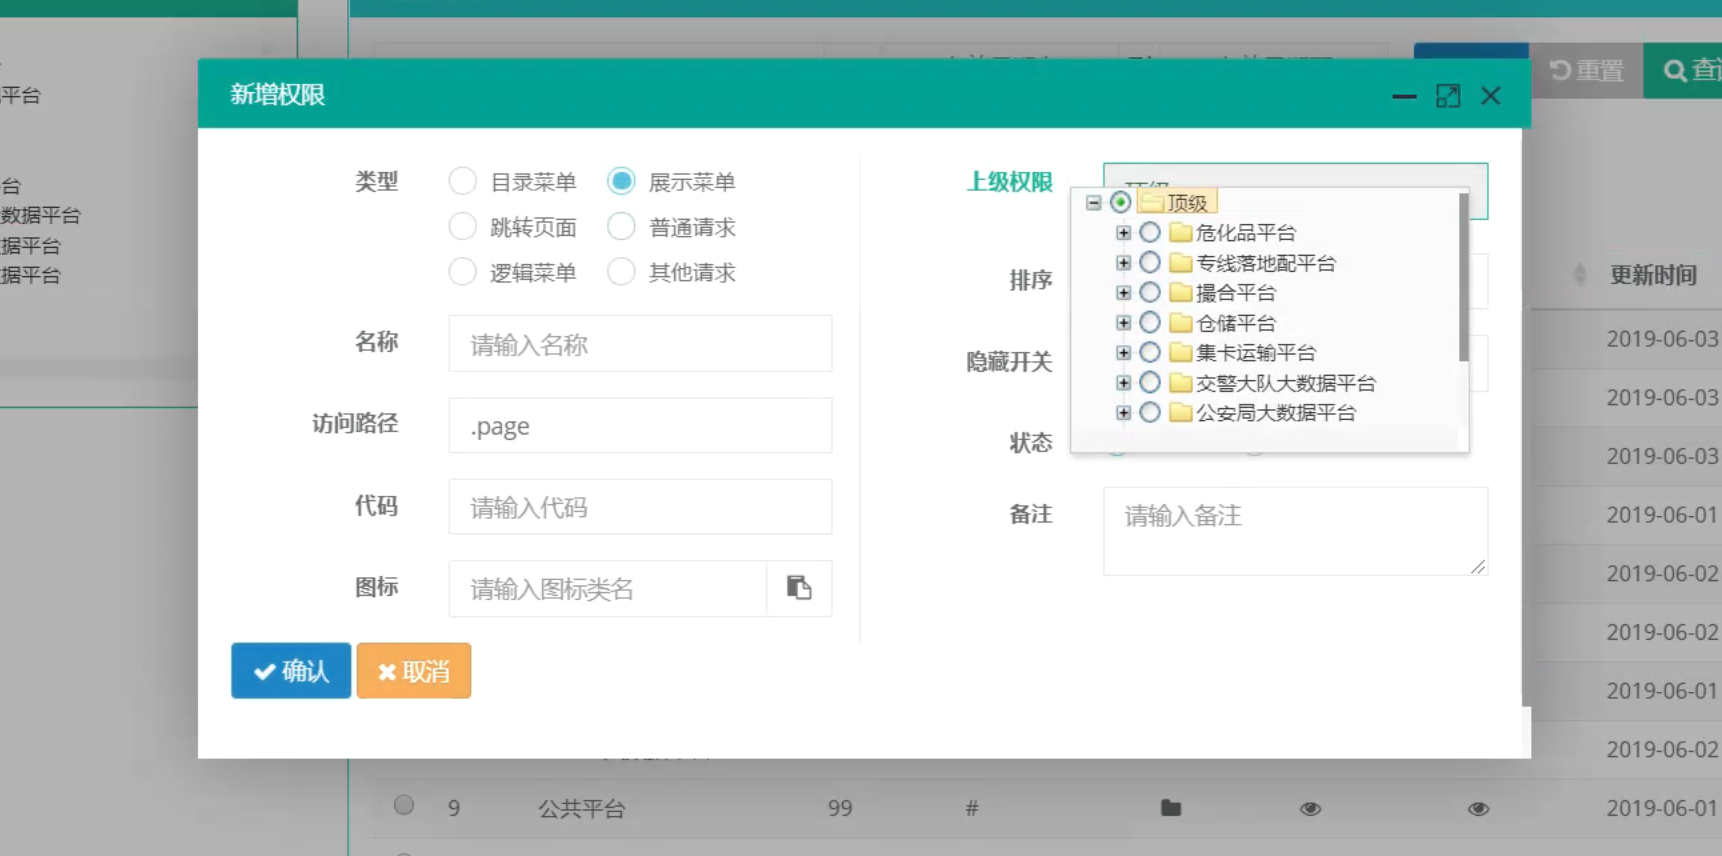 重置
新增权限
平台
台
数据平台
据平台
据平台
更新时间
类型
目录菜单
展示菜单
跳转页面
普通请求
逻辑菜单
其他请求
名称
请输入名称
访问路径
.page
代码
请输入代码
图标
请输入图标类名
确认
取消
上级权限
顶级
危化品平台
专线落地配平台
撮合平台
仓储平台
集卡运输平台
交警大队大数据平台
公安局大数据平台
排序
隐藏开关
状态
备注
请输入备注
2019-06-03
2019-06-03
2019-06-03
2019-06-01
2019-06-02
2019-06-02
2019-06-01
2019-06-02
9 公共平台 99 # 2019-06-01